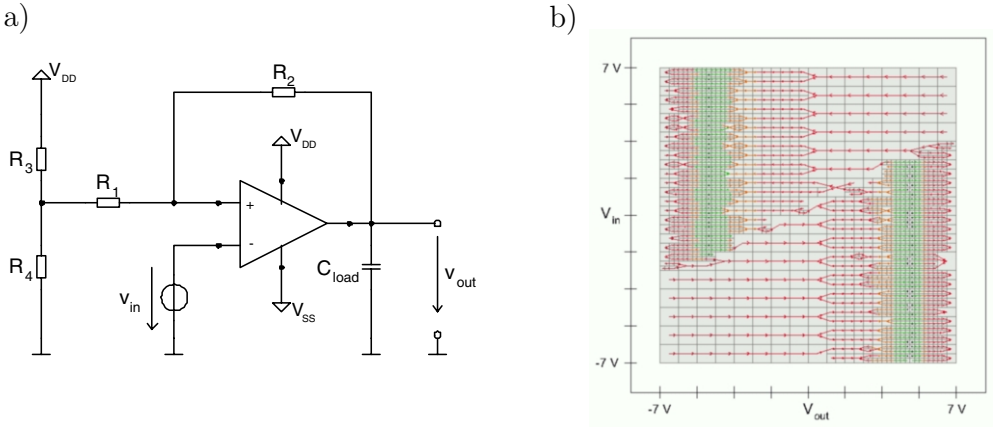 a)
V_DD
R_2
V_DD
R_3
R_1
+
-
R_4
v_in
V_SS
C_load
v_out
b)
7 V
V_in
-7 V
-7 V
V_out
7 V